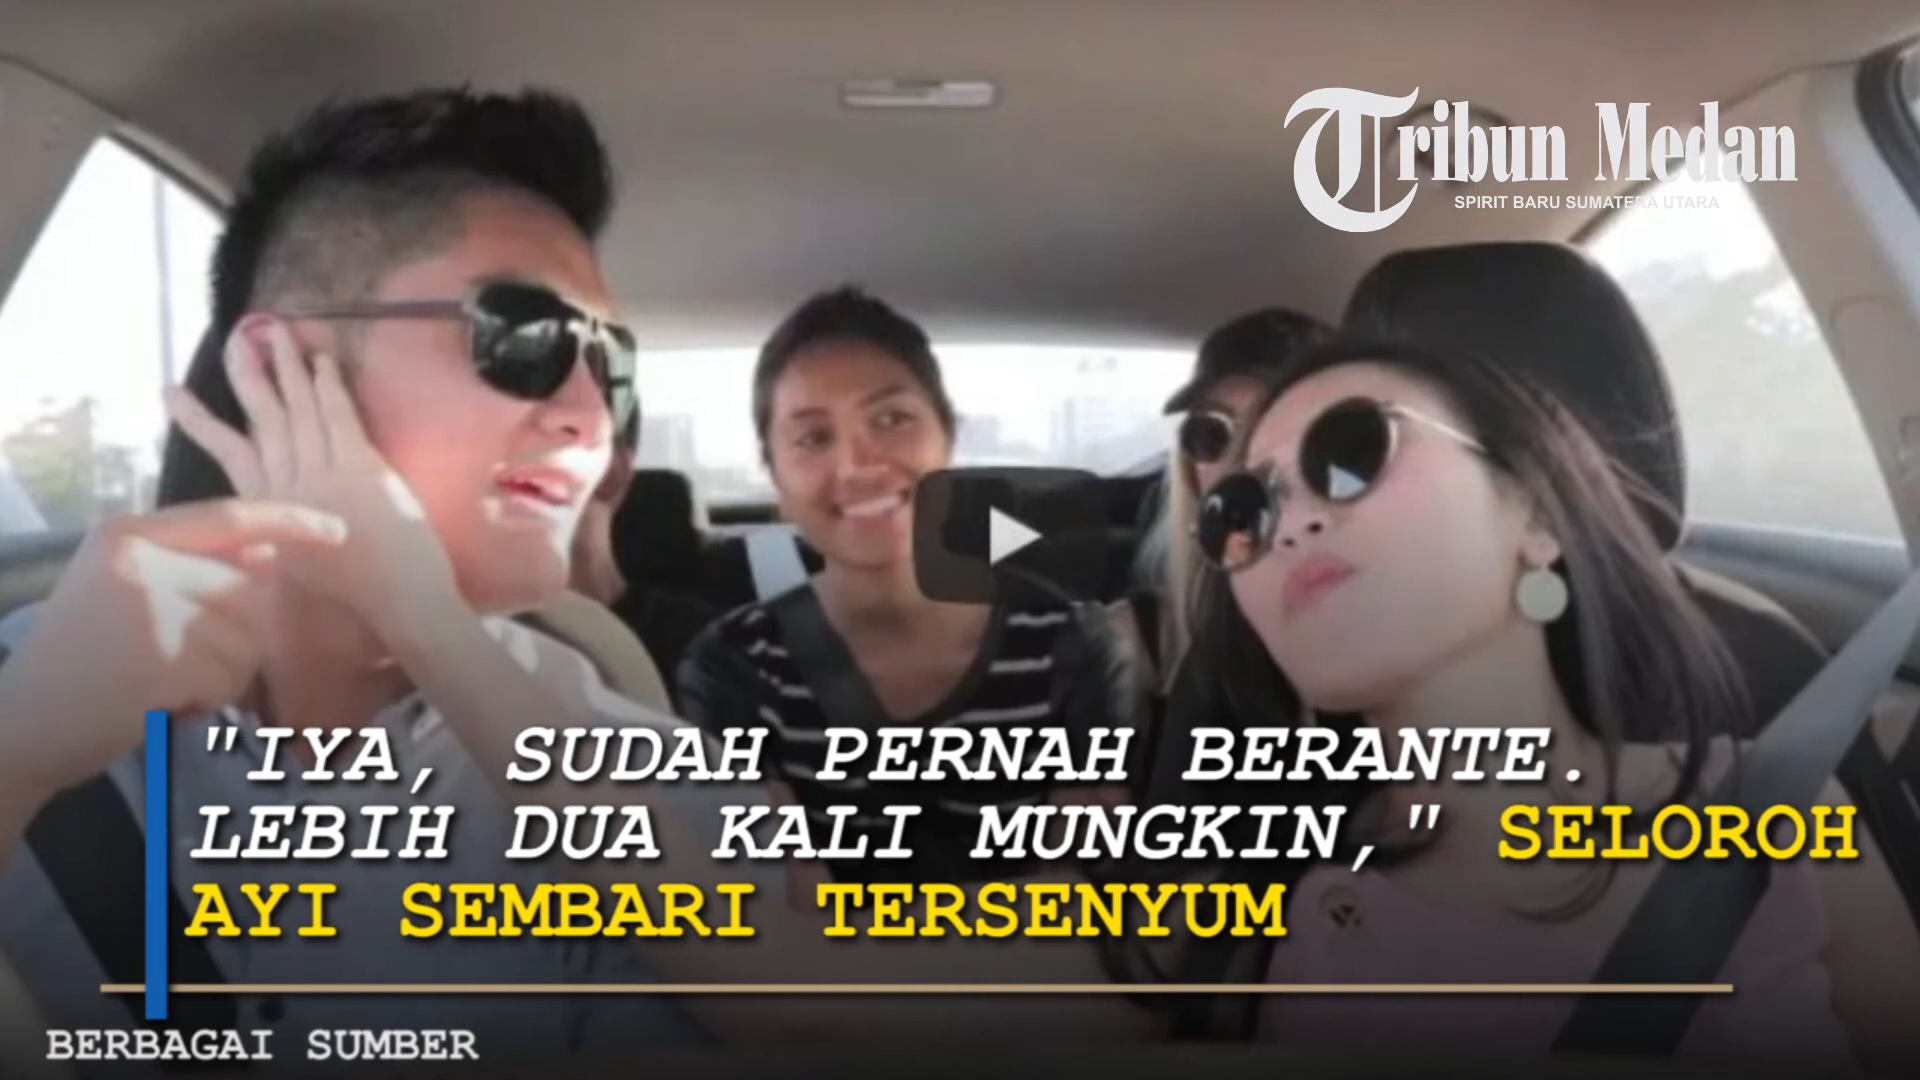 Tribun Medan
SPIRIT BARU SUMATERA UTARA
"IYA, SUDAH PERNAH BERANTE.
LEBIH DUA KALI MUNGKIN," SELOROH
AYI SEMBARI TERSENYUM
BERBAGAI SUMBER